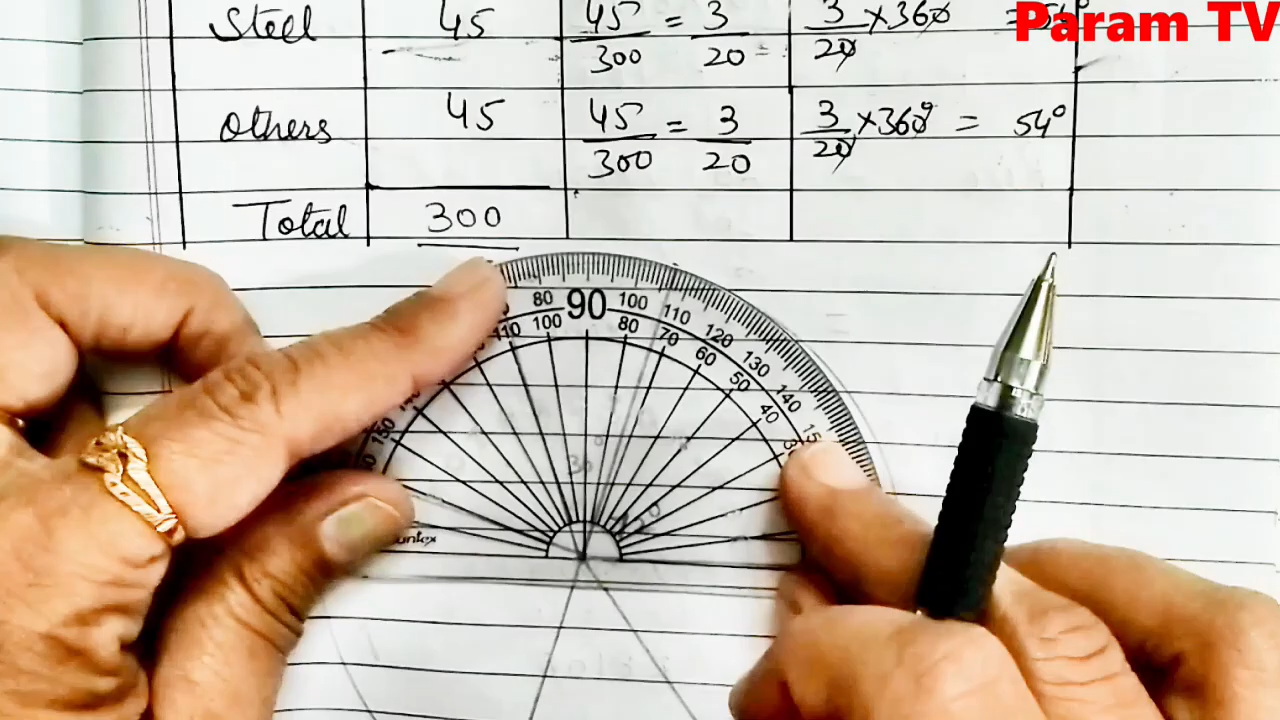 Steel 45 45/300 = 3/20 = 3/20 ×360 = 54°
Param TV
Others 45 45/300 = 3/20 3/20 ×360° = 54°
Total 300
80 90 100 110 120 130 140
110 100 80 70 60 50 40
150
30